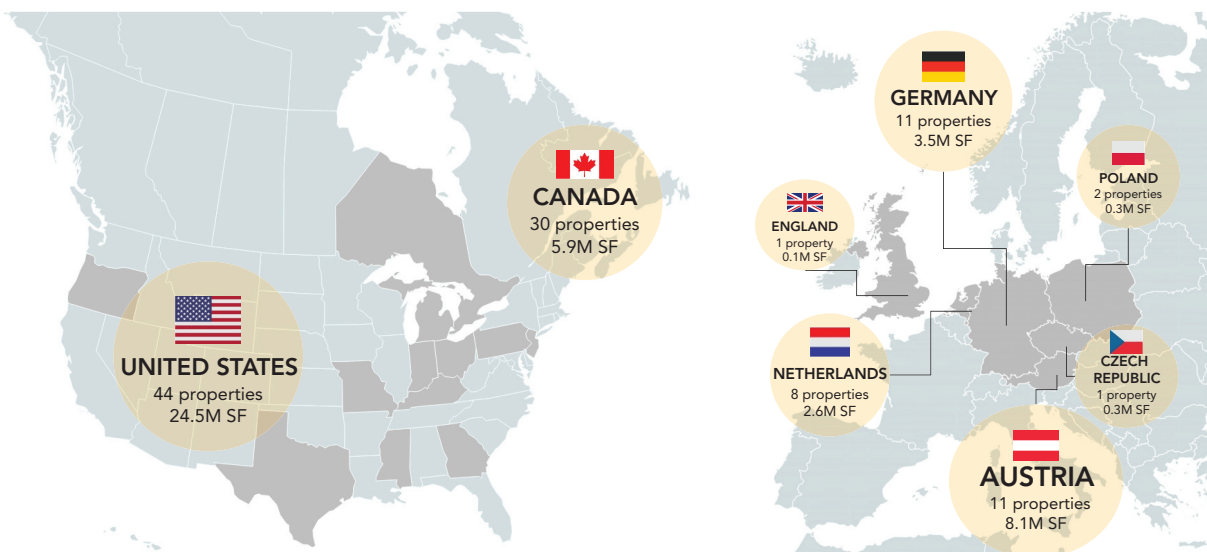 UNITED STATES
44 properties
24.5M SF
CANADA
30 properties
5.9M SF
GERMANY
11 properties
3.5M SF
POLAND
2 properties
0.3M SF
ENGLAND
1 property
0.1M SF
NETHERLANDS
8 properties
2.6M SF
CZECH
REPUBLIC
1 property
0.3M SF
AUSTRIA
11 properties
8.1M SF